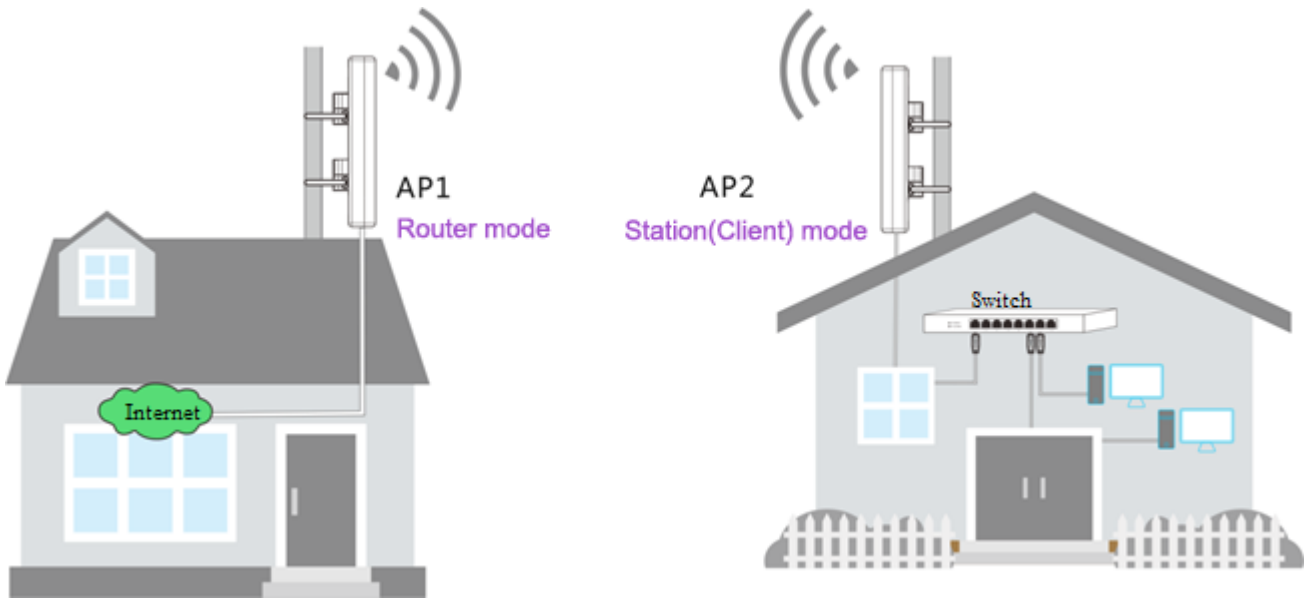 AP1
Router mode
AP2
Station(Client) mode
Switch
Internet